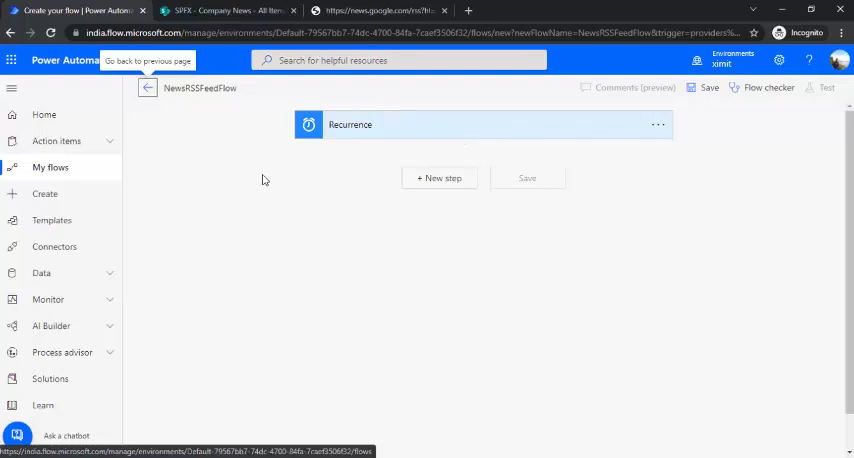 Create your flow | Power Automate
SPFX - Company News - All Items
https://news.google.com/rss?hl=
india.flow.microsoft.com/manage/environments/Default-79567bb7-74dc-4700-84fa-7caef3506f32/flows/new?newFlowName=NewsRSSFeedFlow&trigger=providers%...
Incognito
Power Automa
Go back to previous page
Search for helpful resources
Environments
ximit
NewsRSSFeedFlow
Comments (preview)
Save
Flow checker
Test
Home
Action items
My flows
Create
Templates
Connectors
Data
Monitor
AI Builder
Process advisor
Solutions
Learn
Ask a chatbot
Recurrence
+ New step
Save
https://india.flow.microsoft.com/manage/environments/Default-79567bb7-74dc-4700-84fa-7caef3506f32/flows